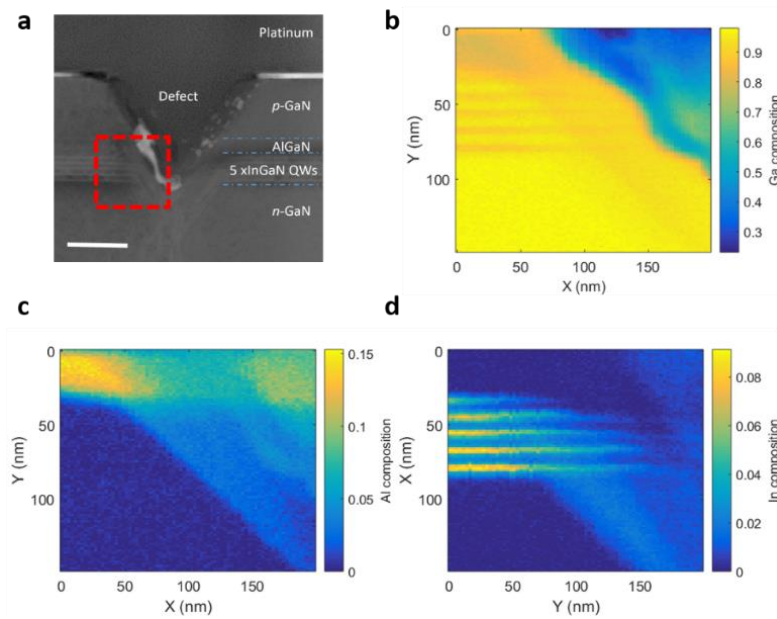 a
Platinum
Defect
p-GaN
AlGaN
5 xInGaN QWs
n-GaN
b
0
50
100
Y (nm)
0
50
100
150
X (nm)
0.9
0.8
0.7
0.6
0.5
0.4
0.3
Ga composition
c
0
50
100
Y (nm)
0
50
100
150
X (nm)
0.15
0.1
0.05
0
Al composition
d
0
50
100
X (nm)
0
50
100
150
Y (nm)
0.08
0.06
0.04
0.02
0
In composition